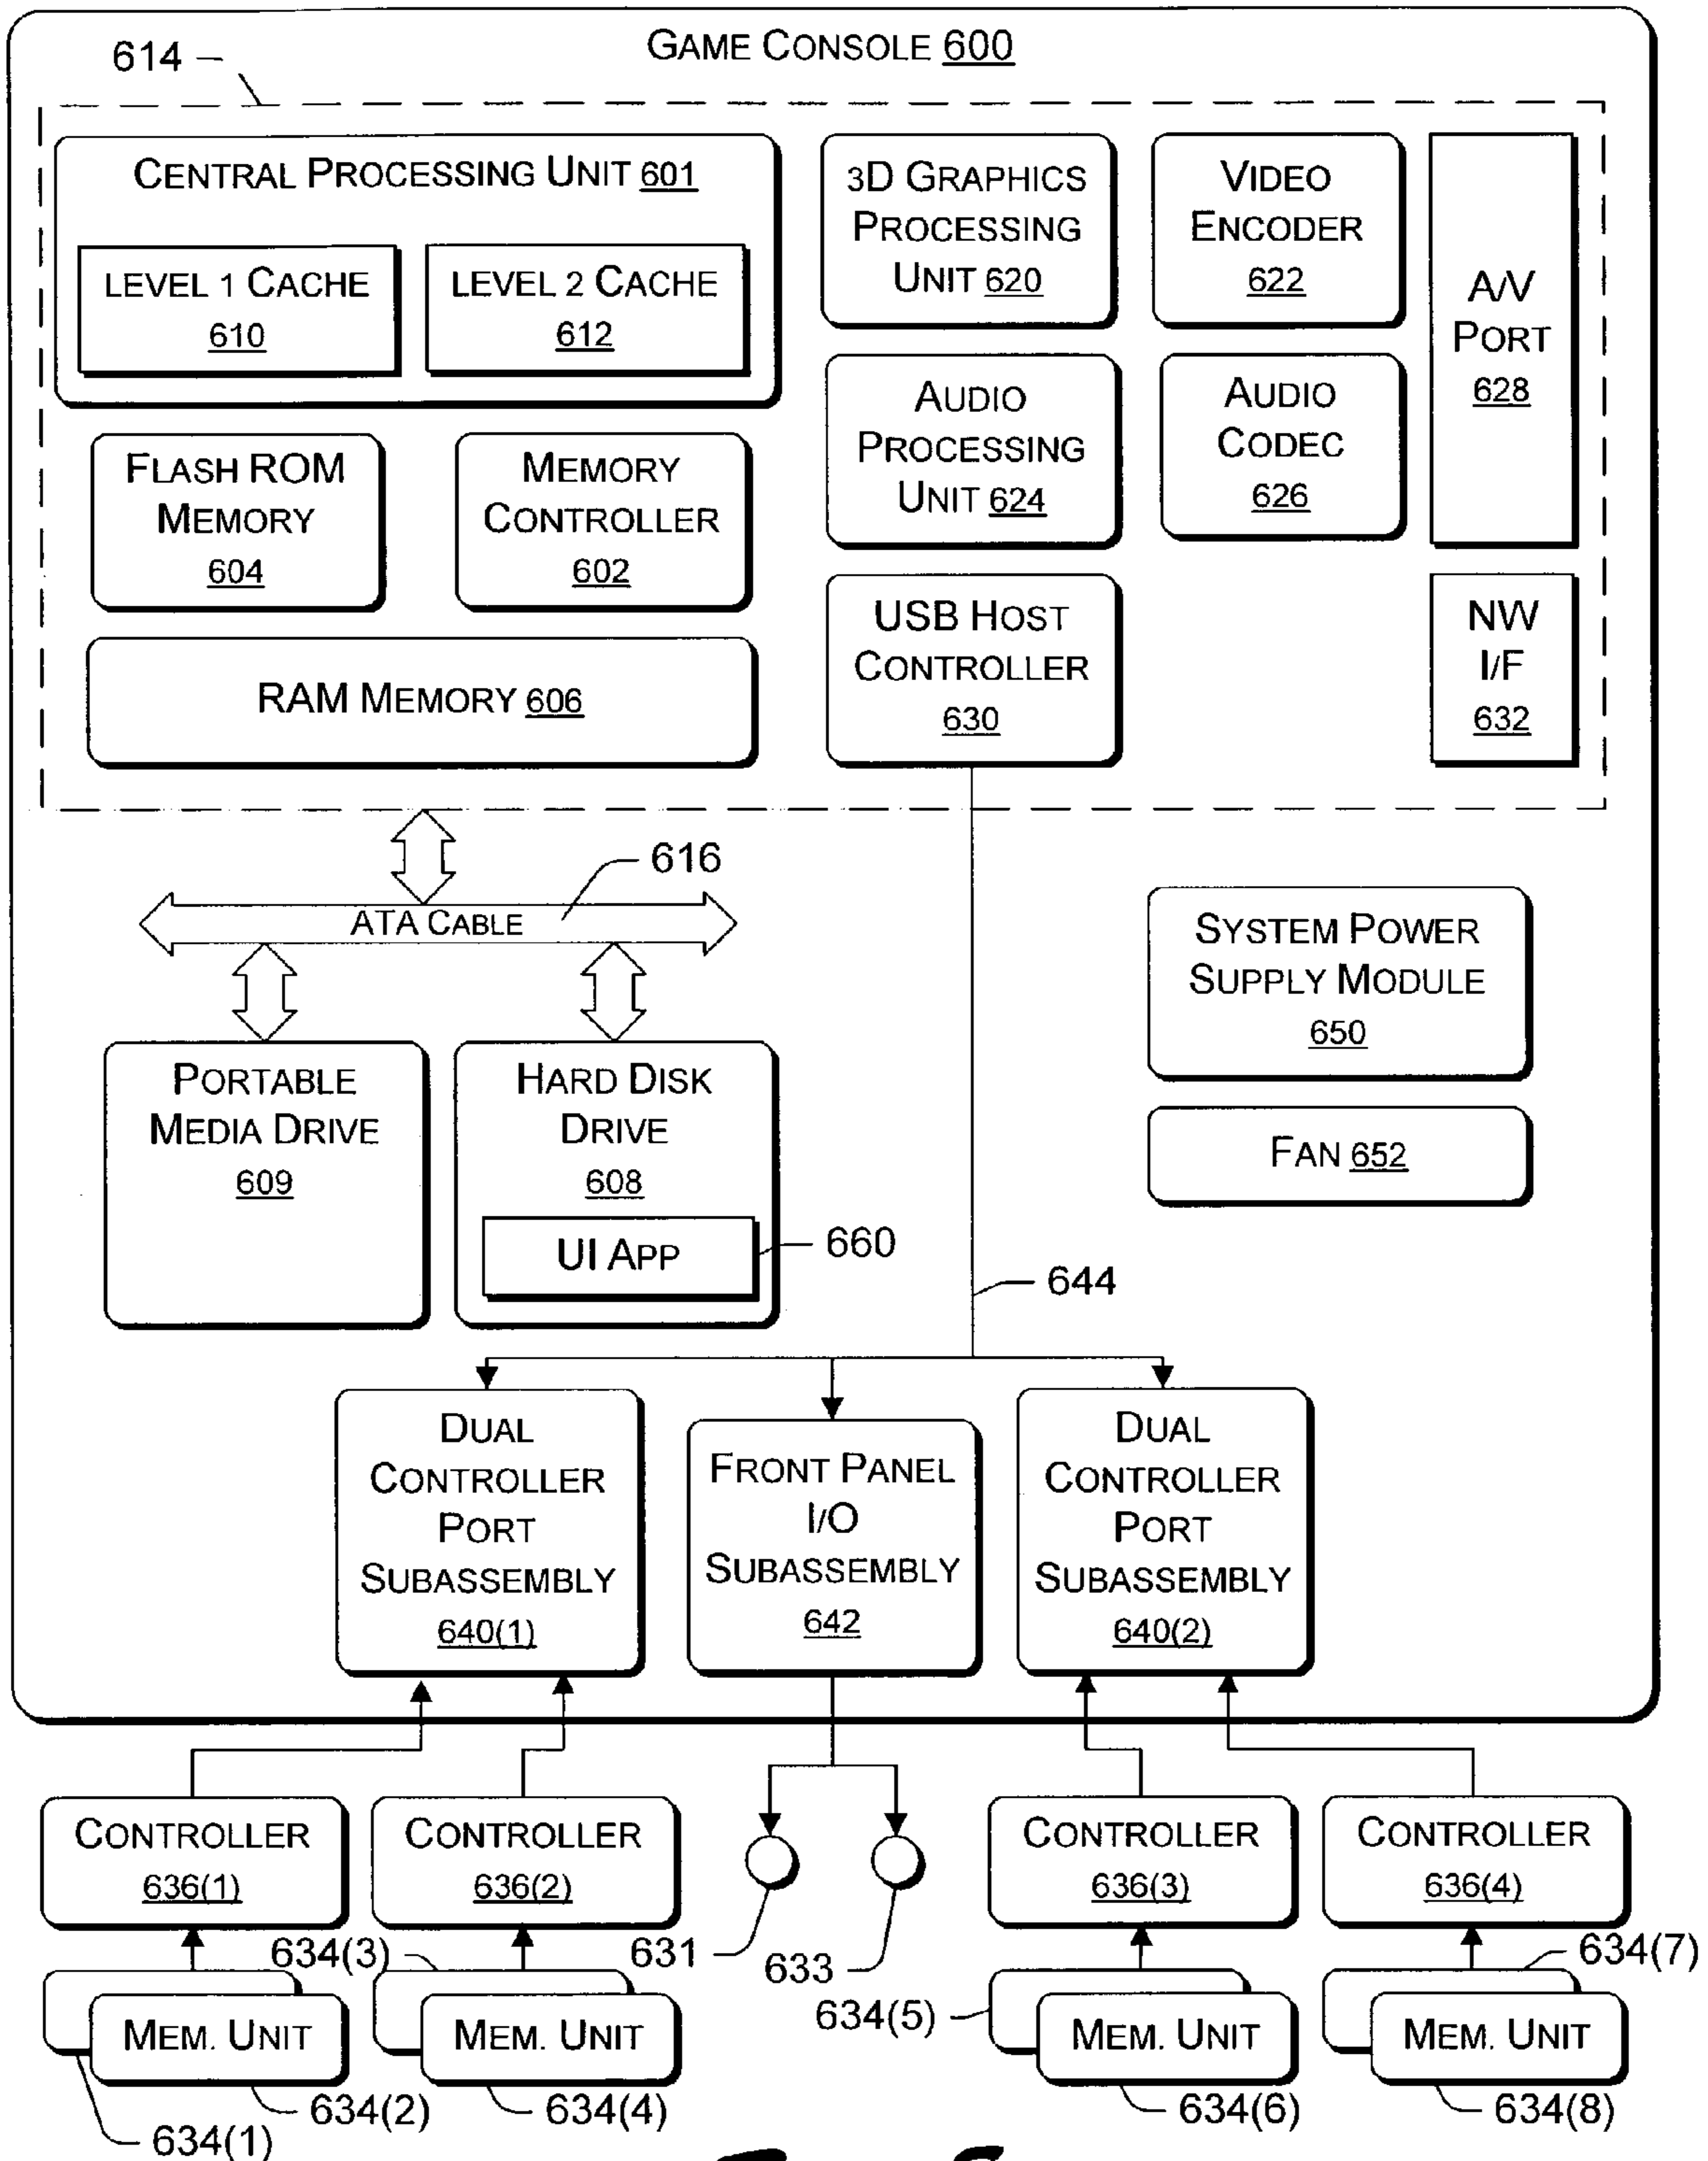 GAME CONSOLE 600
614
CENTRAL PROCESSING UNIT 601
LEVEL 1 CACHE
610
LEVEL 2 CACHE
612
3D GRAPHICS
PROCESSING
UNIT 620
VIDEO
ENCODER
622
A/V
PORT
628
FLASH ROM
MEMORY
604
MEMORY
CONTROLLER
602
AUDIO
PROCESSING
UNIT 624
AUDIO
CODEC
626
RAM MEMORY 606
USB HOST
CONTROLLER
630
NW
I/F
632
616
ATA CABLE
SYSTEM POWER
SUPPLY MODULE
650
PORTABLE
MEDIA DRIVE
609
HARD DISK
DRIVE
608
UI APP
660
FAN 652
644
DUAL
CONTROLLER
PORT
SUBASSEMBLY
640(1)
FRONT PANEL
I/O
SUBASSEMBLY
642
DUAL
CONTROLLER
PORT
SUBASSEMBLY
640(2)
CONTROLLER
636(1)
CONTROLLER
636(2)
CONTROLLER
636(3)
CONTROLLER
636(4)
634(3)
631
633
634(7)
634(5)
MEM. UNIT
MEM. UNIT
MEM. UNIT
MEM. UNIT
634(2)
634(4)
634(6)
634(8)
634(1)